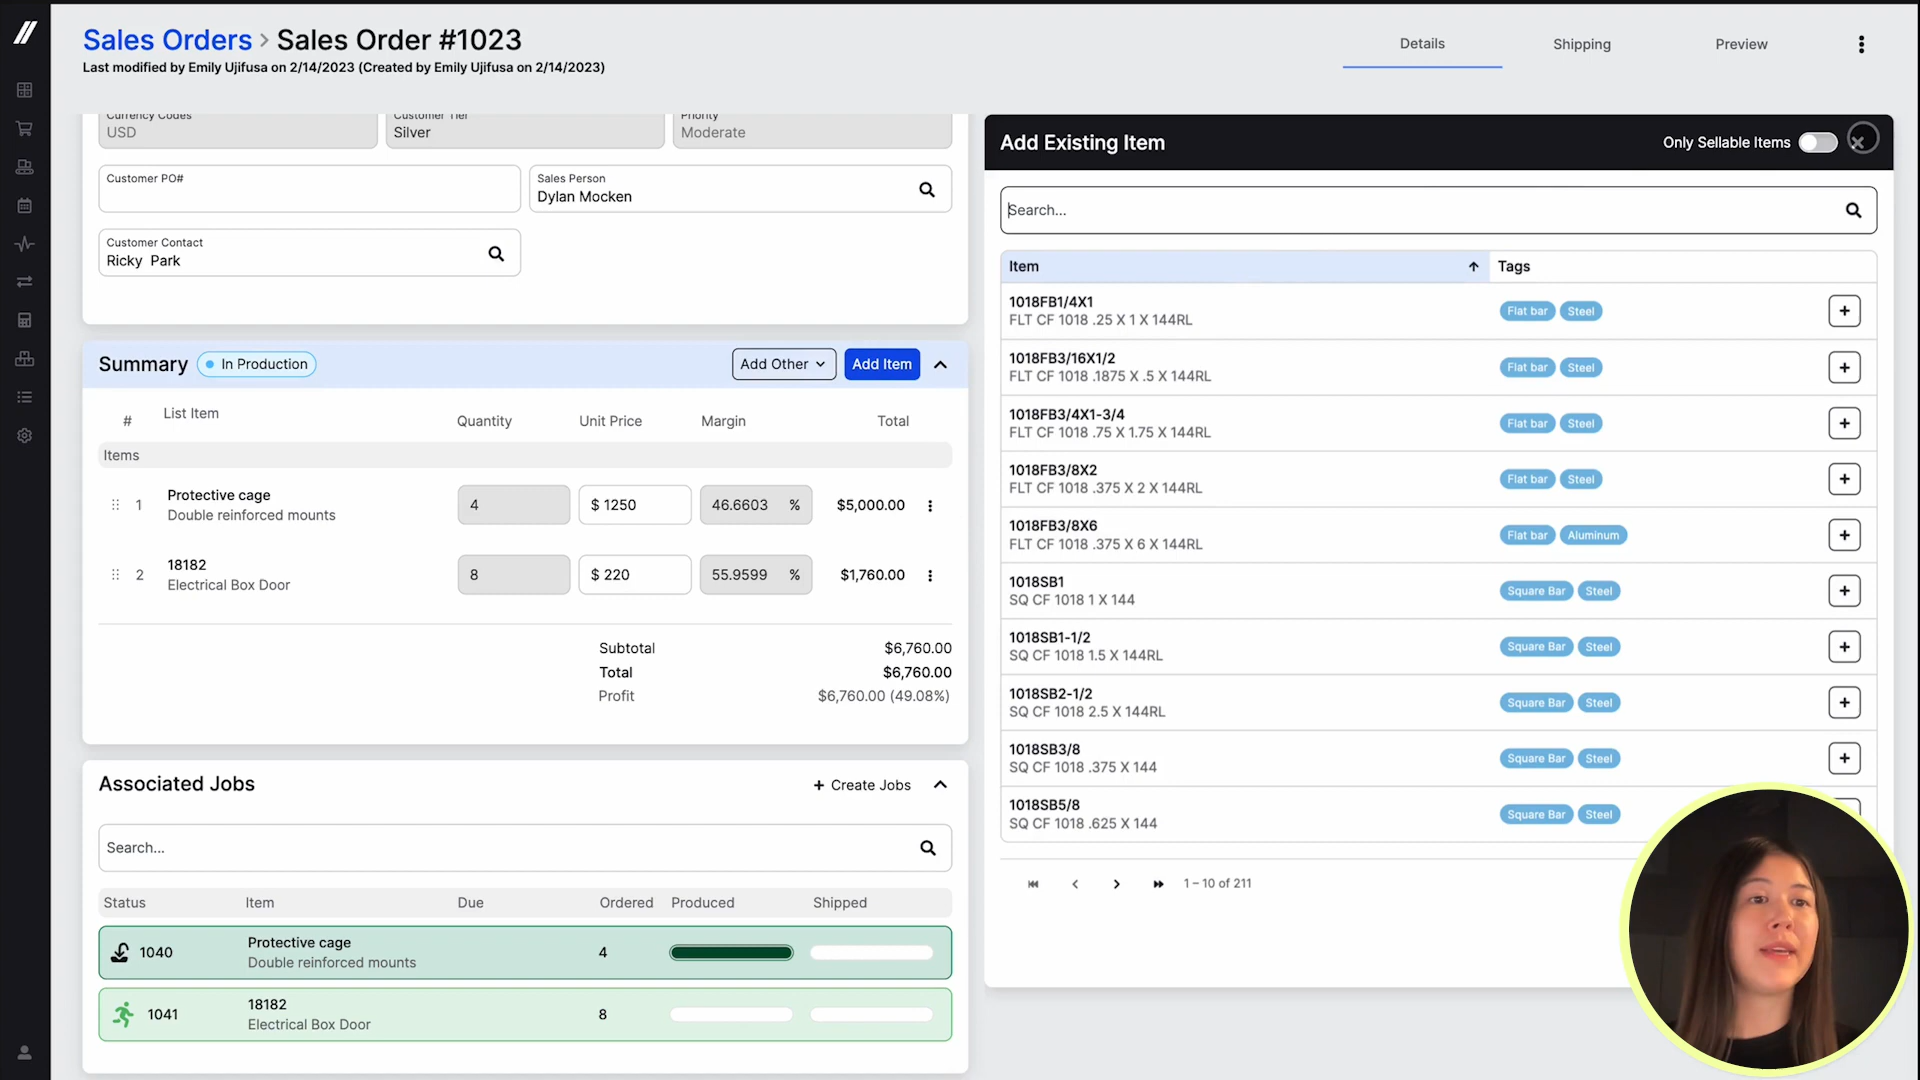 Sales Orders > Sales Order #1023
Last modified by Emily Ujifusa on 2/14/2023 (Created by Emily Ujifusa on 2/14/2023)
Details
Shipping
Preview
Currency Codes
USD
Customer Tier
Silver
Priority
Moderate
Customer PO#
Sales Person
Dylan Mocken
Customer Contact
Ricky Park
Summary
In Production
Add Other
Add Item
# List Item Quantity Unit Price Margin Total
Items
1 Protective cage 4 $ 1250 46.6603 % $5,000.00
Double reinforced mounts
2 18182 8 $ 220 55.9599 % $1,760.00
Electrical Box Door
Subtotal $6,760.00
Total $6,760.00
Profit $6,760.00 (49.08%)
Associated Jobs
+ Create Jobs
Search...
Status Item Due Ordered Produced Shipped
1040 Protective cage 4
Double reinforced mounts
1041 18182 8
Electrical Box Door
Add Existing Item
Only Sellable Items
Search...
Item Tags
1018FB1/4X1
FLT CF 1018 .25 X 1 X 144RL
Flat bar Steel
1018FB3/16X1/2
FLT CF 1018 .1875 X .5 X 144RL
Flat bar Steel
1018FB3/4X1-3/4
FLT CF 1018 .75 X 1.75 X 144RL
Flat bar Steel
1018FB3/8X2
FLT CF 1018 .375 X 2 X 144RL
Flat bar Steel
1018FB3/8X6
FLT CF 1018 .375 X 6 X 144RL
Flat bar Aluminum
1018SB1
SQ CF 1018 1 X 144
Square Bar Steel
1018SB1-1/2
SQ CF 1018 1.5 X 144RL
Square Bar Steel
1018SB2-1/2
SQ CF 1018 2.5 X 144RL
Square Bar Steel
1018SB3/8
SQ CF 1018 .375 X 144
Square Bar Steel
1018SB5/8
SQ CF 1018 .625 X 144
Square Bar Steel
1 – 10 of 211